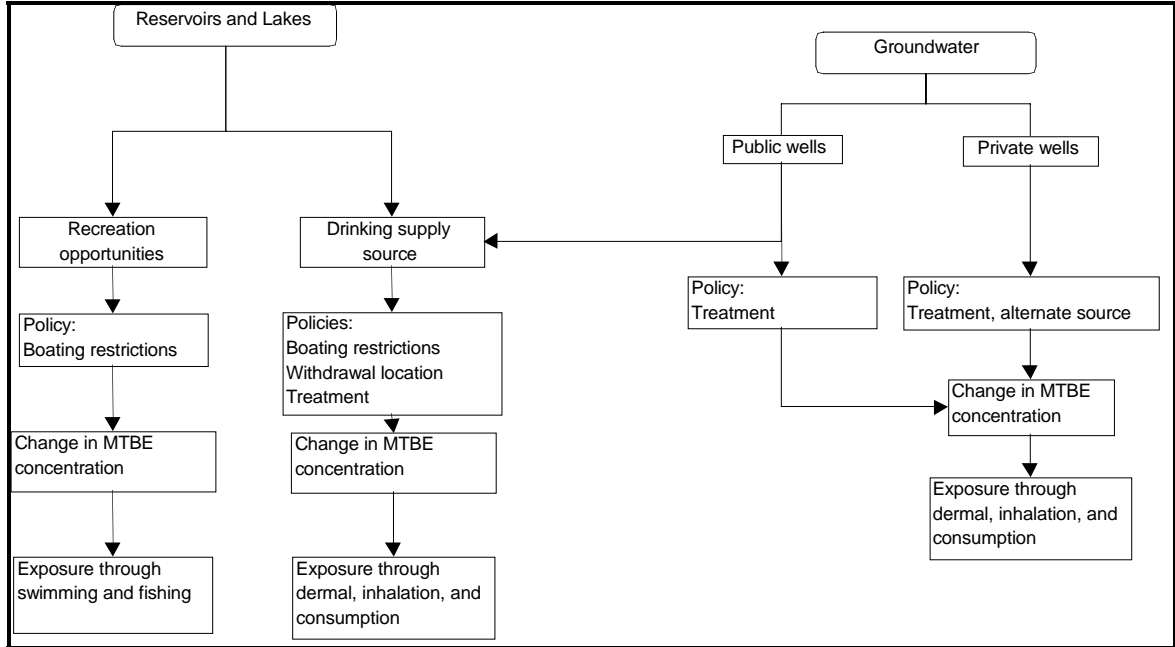 Reservoirs and Lakes
Groundwater
Public wells
Private wells
Recreation
opportunities
Drinking supply
source
Policy:
Boating restrictions
Policies:
Boating restrictions
Withdrawal location
Treatment
Policy:
Treatment
Policy:
Treatment, alternate source
Change in MTBE
concentration
Change in MTBE
concentration
Change in MTBE
concentration
Exposure through
swimming and fishing
Exposure through
dermal, inhalation, and
consumption
Exposure through
dermal, inhalation, and
consumption